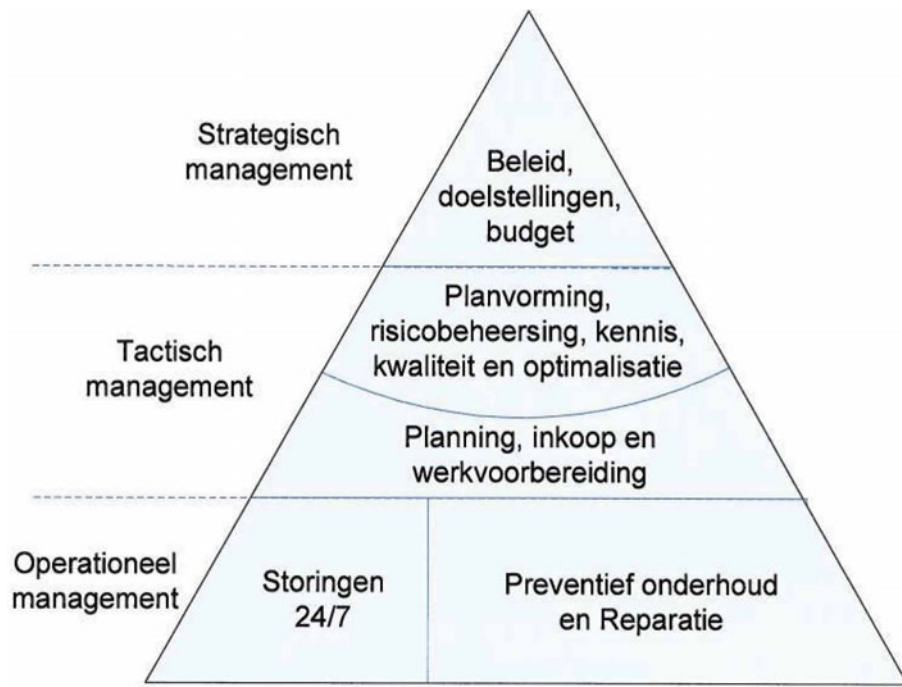 Strategisch
management
Beleid,
doelstellingen,
budget
Tactisch
management
Planvorming,
risicobeheersing, kennis,
kwaliteit en optimalisatie
Planning, inkoop en
werkvoorbereiding
Operationeel
management
Storingen
24/7
Preventief onderhoud
en Reparatie